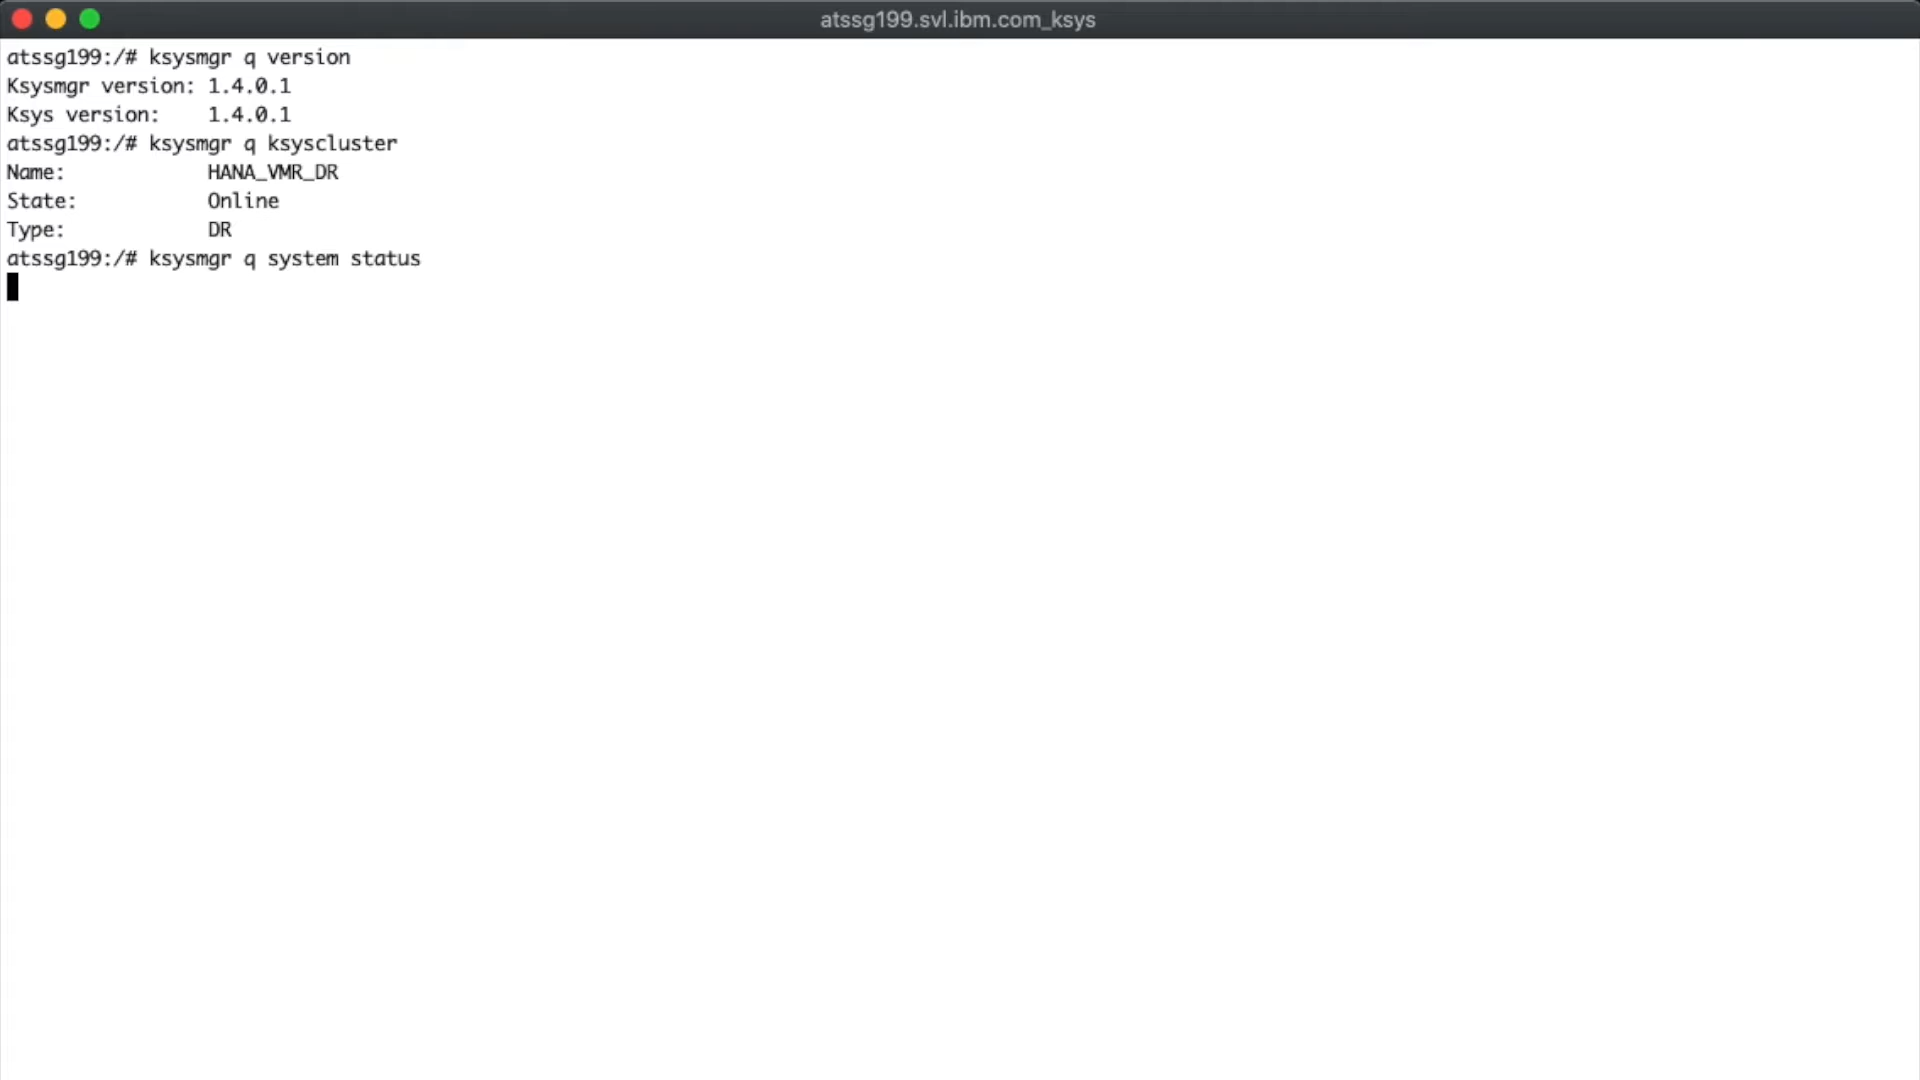 atssg199.svl.ibm.com_ksys
atssg199:/# ksysmgr q version
Ksysmgr version: 1.4.0.1
Ksys version:    1.4.0.1
atssg199:/# ksysmgr q ksyscluster
Name:            HANA_VMR_DR
State:           Online
Type:            DR
atssg199:/# ksysmgr q system status